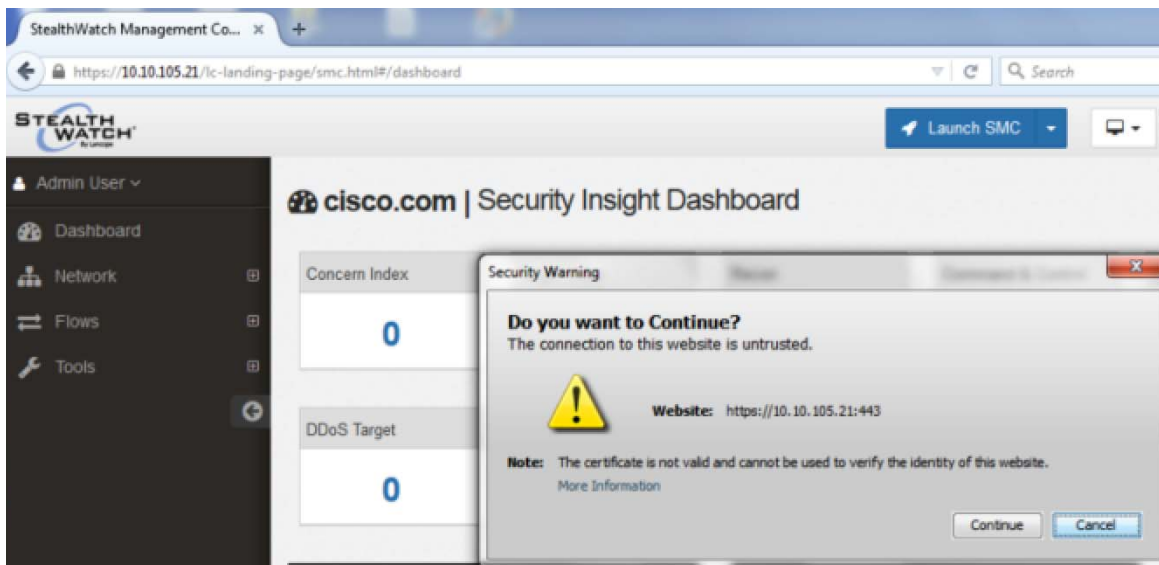 StealthWatch Management Co... × +
https://10.10.105.21/lc-landing-page/smc.html#/dashboard
Search
STEALTH
WATCH
By Lancope
Launch SMC
Admin User
cisco.com | Security Insight Dashboard
Dashboard
Network
Flows
Tools
Concern Index
0
DDoS Target
0
Security Warning
Do you want to Continue?
The connection to this website is untrusted.
Website: https://10.10.105.21:443
Note: The certificate is not valid and cannot be used to verify the identity of this website.
More Information
Continue
Cancel